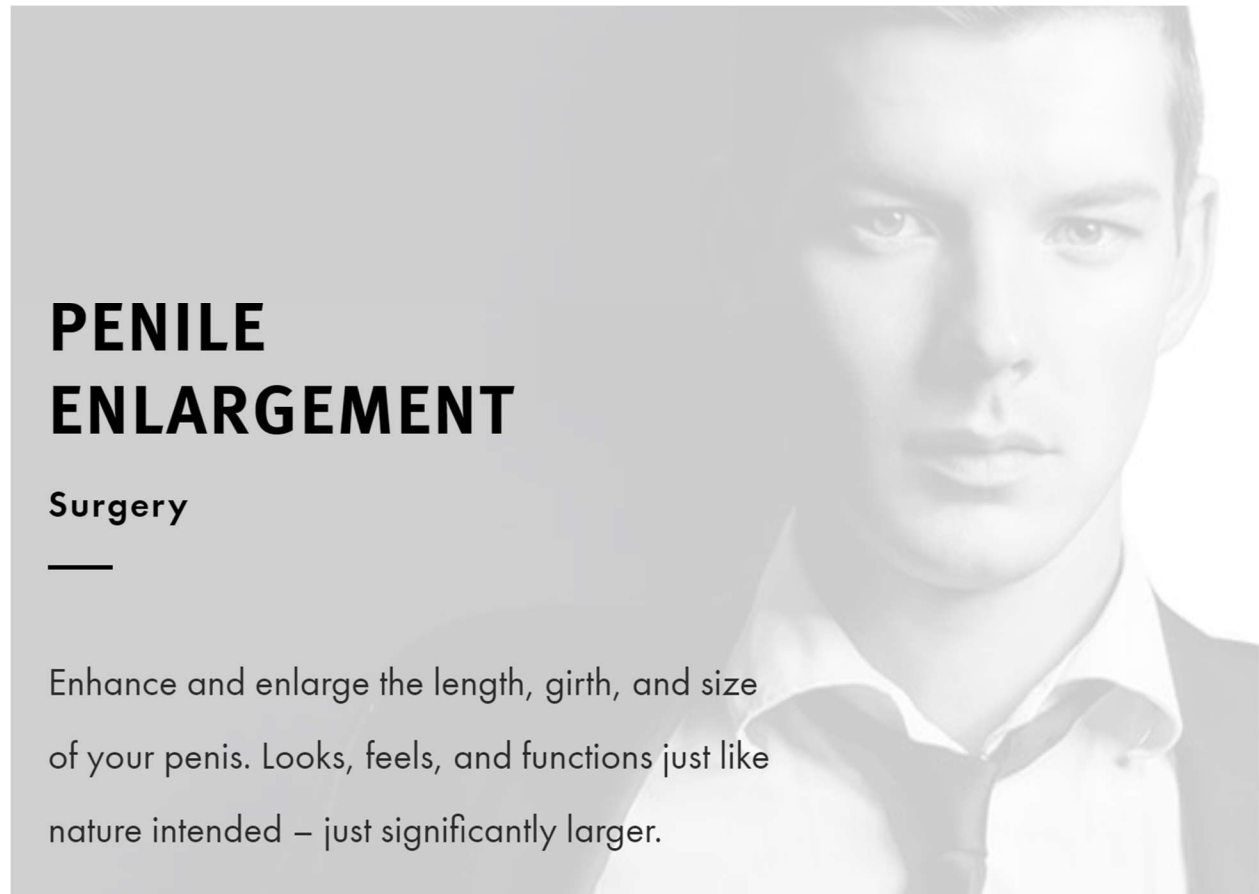 PENILE
ENLARGEMENT
Surgery
Enhance and enlarge the length, girth, and size
of your penis. Looks, feels, and functions just like
nature intended – just significantly larger.